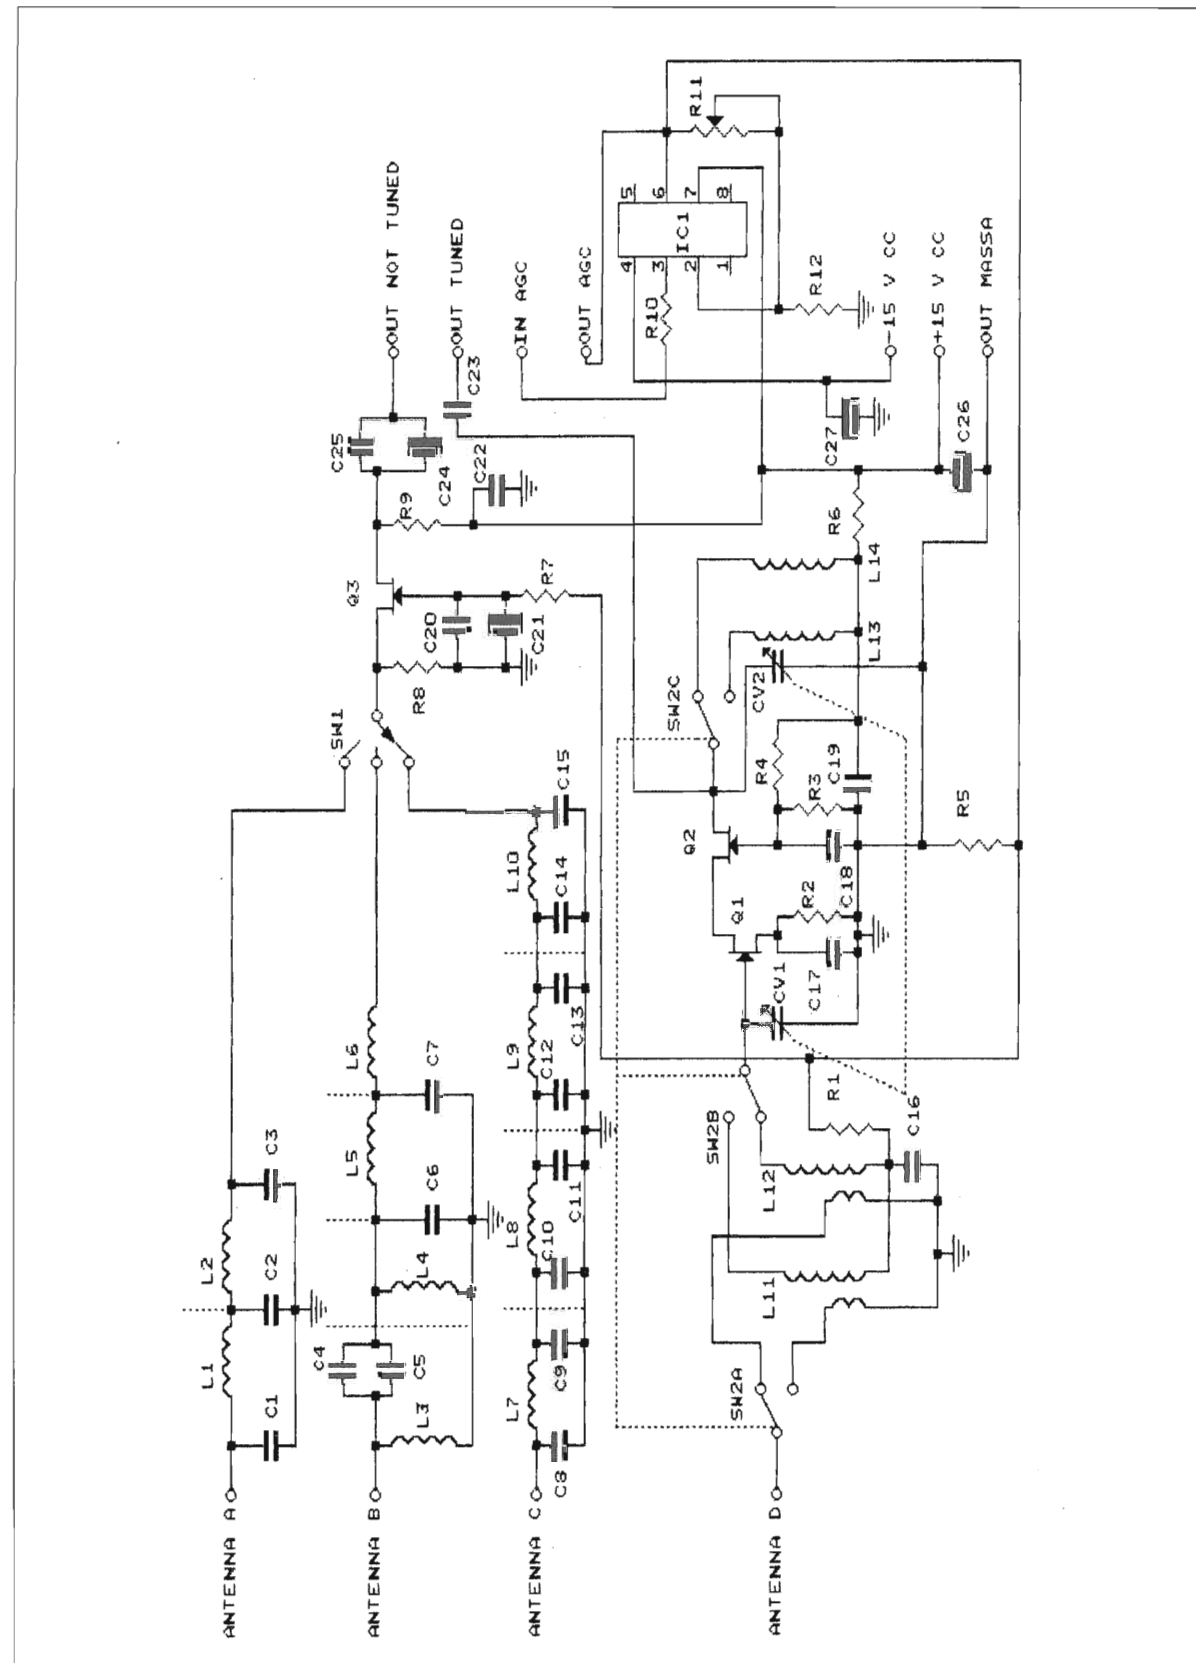 ANTENNA A
C1
L1
C2
L2
C3
ANTENNA B
L3
C4
C5
L4
C6
L5
C7
L6
ANTENNA C
C8
L7
C9
C10
L8
C11
C12
L9
C13
C14
L10
C15
SW1
R8
Q3
C20
C21
R7
R9
C22
C25
C24
OUT NOT TUNED
C23
OUT TUNED
IN AGC
OUT AGC
R10
IC1
4
3
2
1
5
6
7
8
R11
R12
-15 V CC
+15 V CC
OUT MASSA
C27
C26
ANTENNA D
SW2A
L11
L12
SW2B
C16
R1
CV1
C17
Q1
R2
C18
Q2
R3
R4
C19
R5
SW2C
CV2
L13
L14
R6